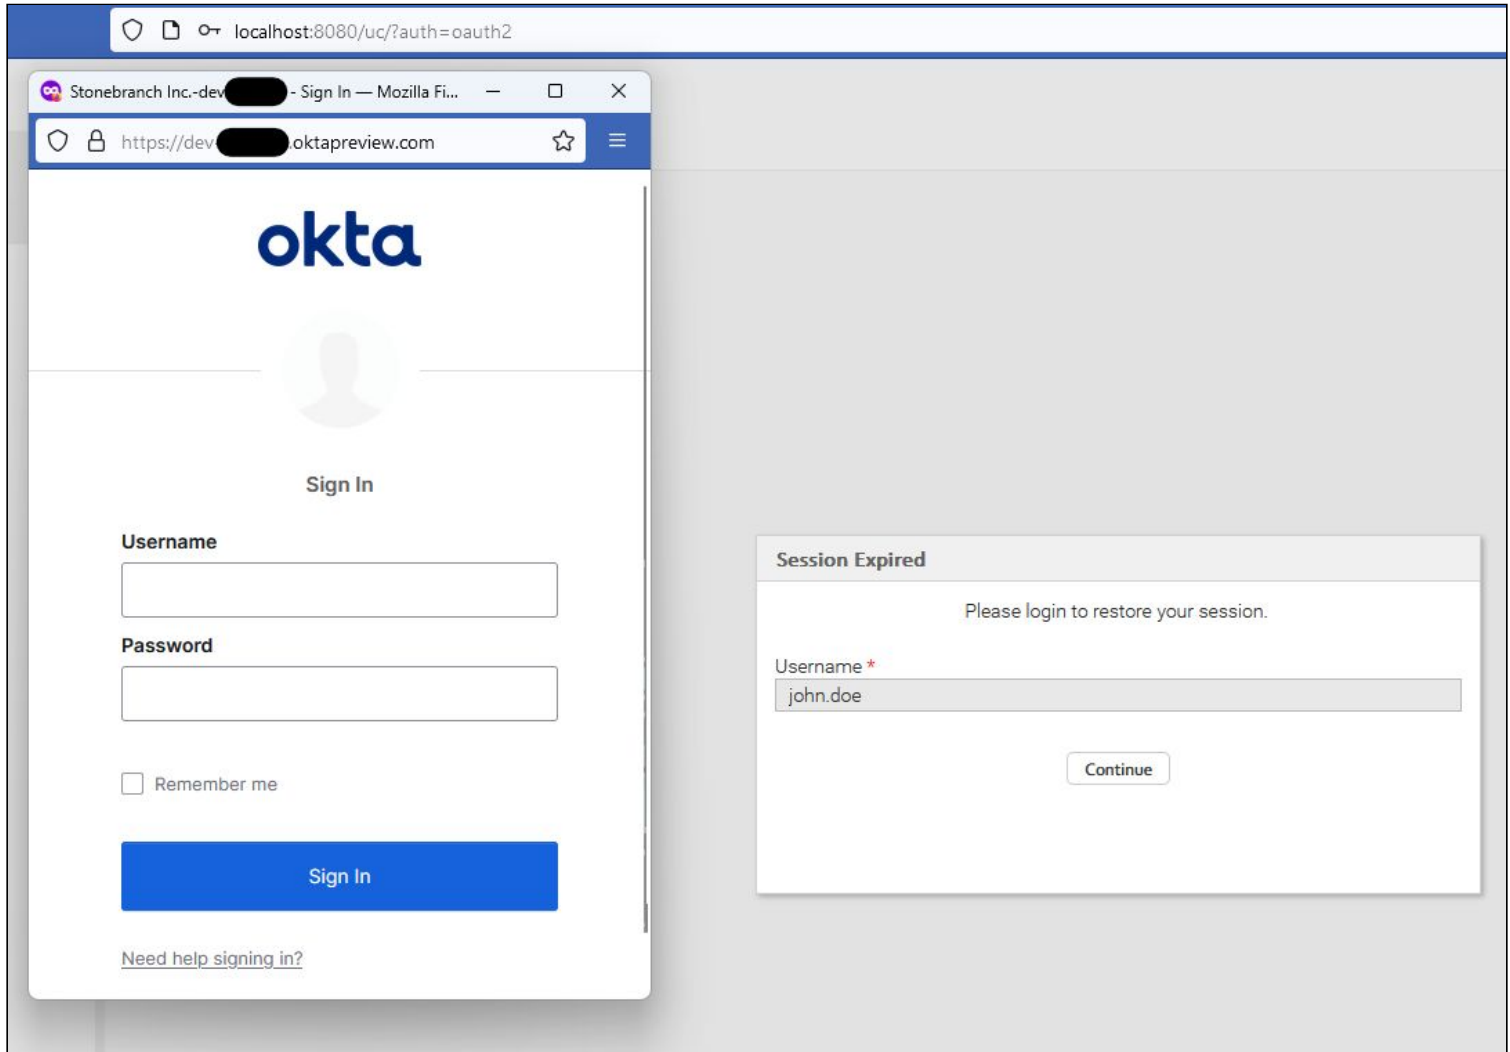 localhost:8080/uc/?auth=oauth2
Stonebranch Inc.-dev - Sign In — Mozilla Fi...
https://dev- .oktapreview.com
okta
Sign In
Username
Password
Remember me
Sign In
Need help signing in?
Session Expired
Please login to restore your session.
Username *
john.doe
Continue